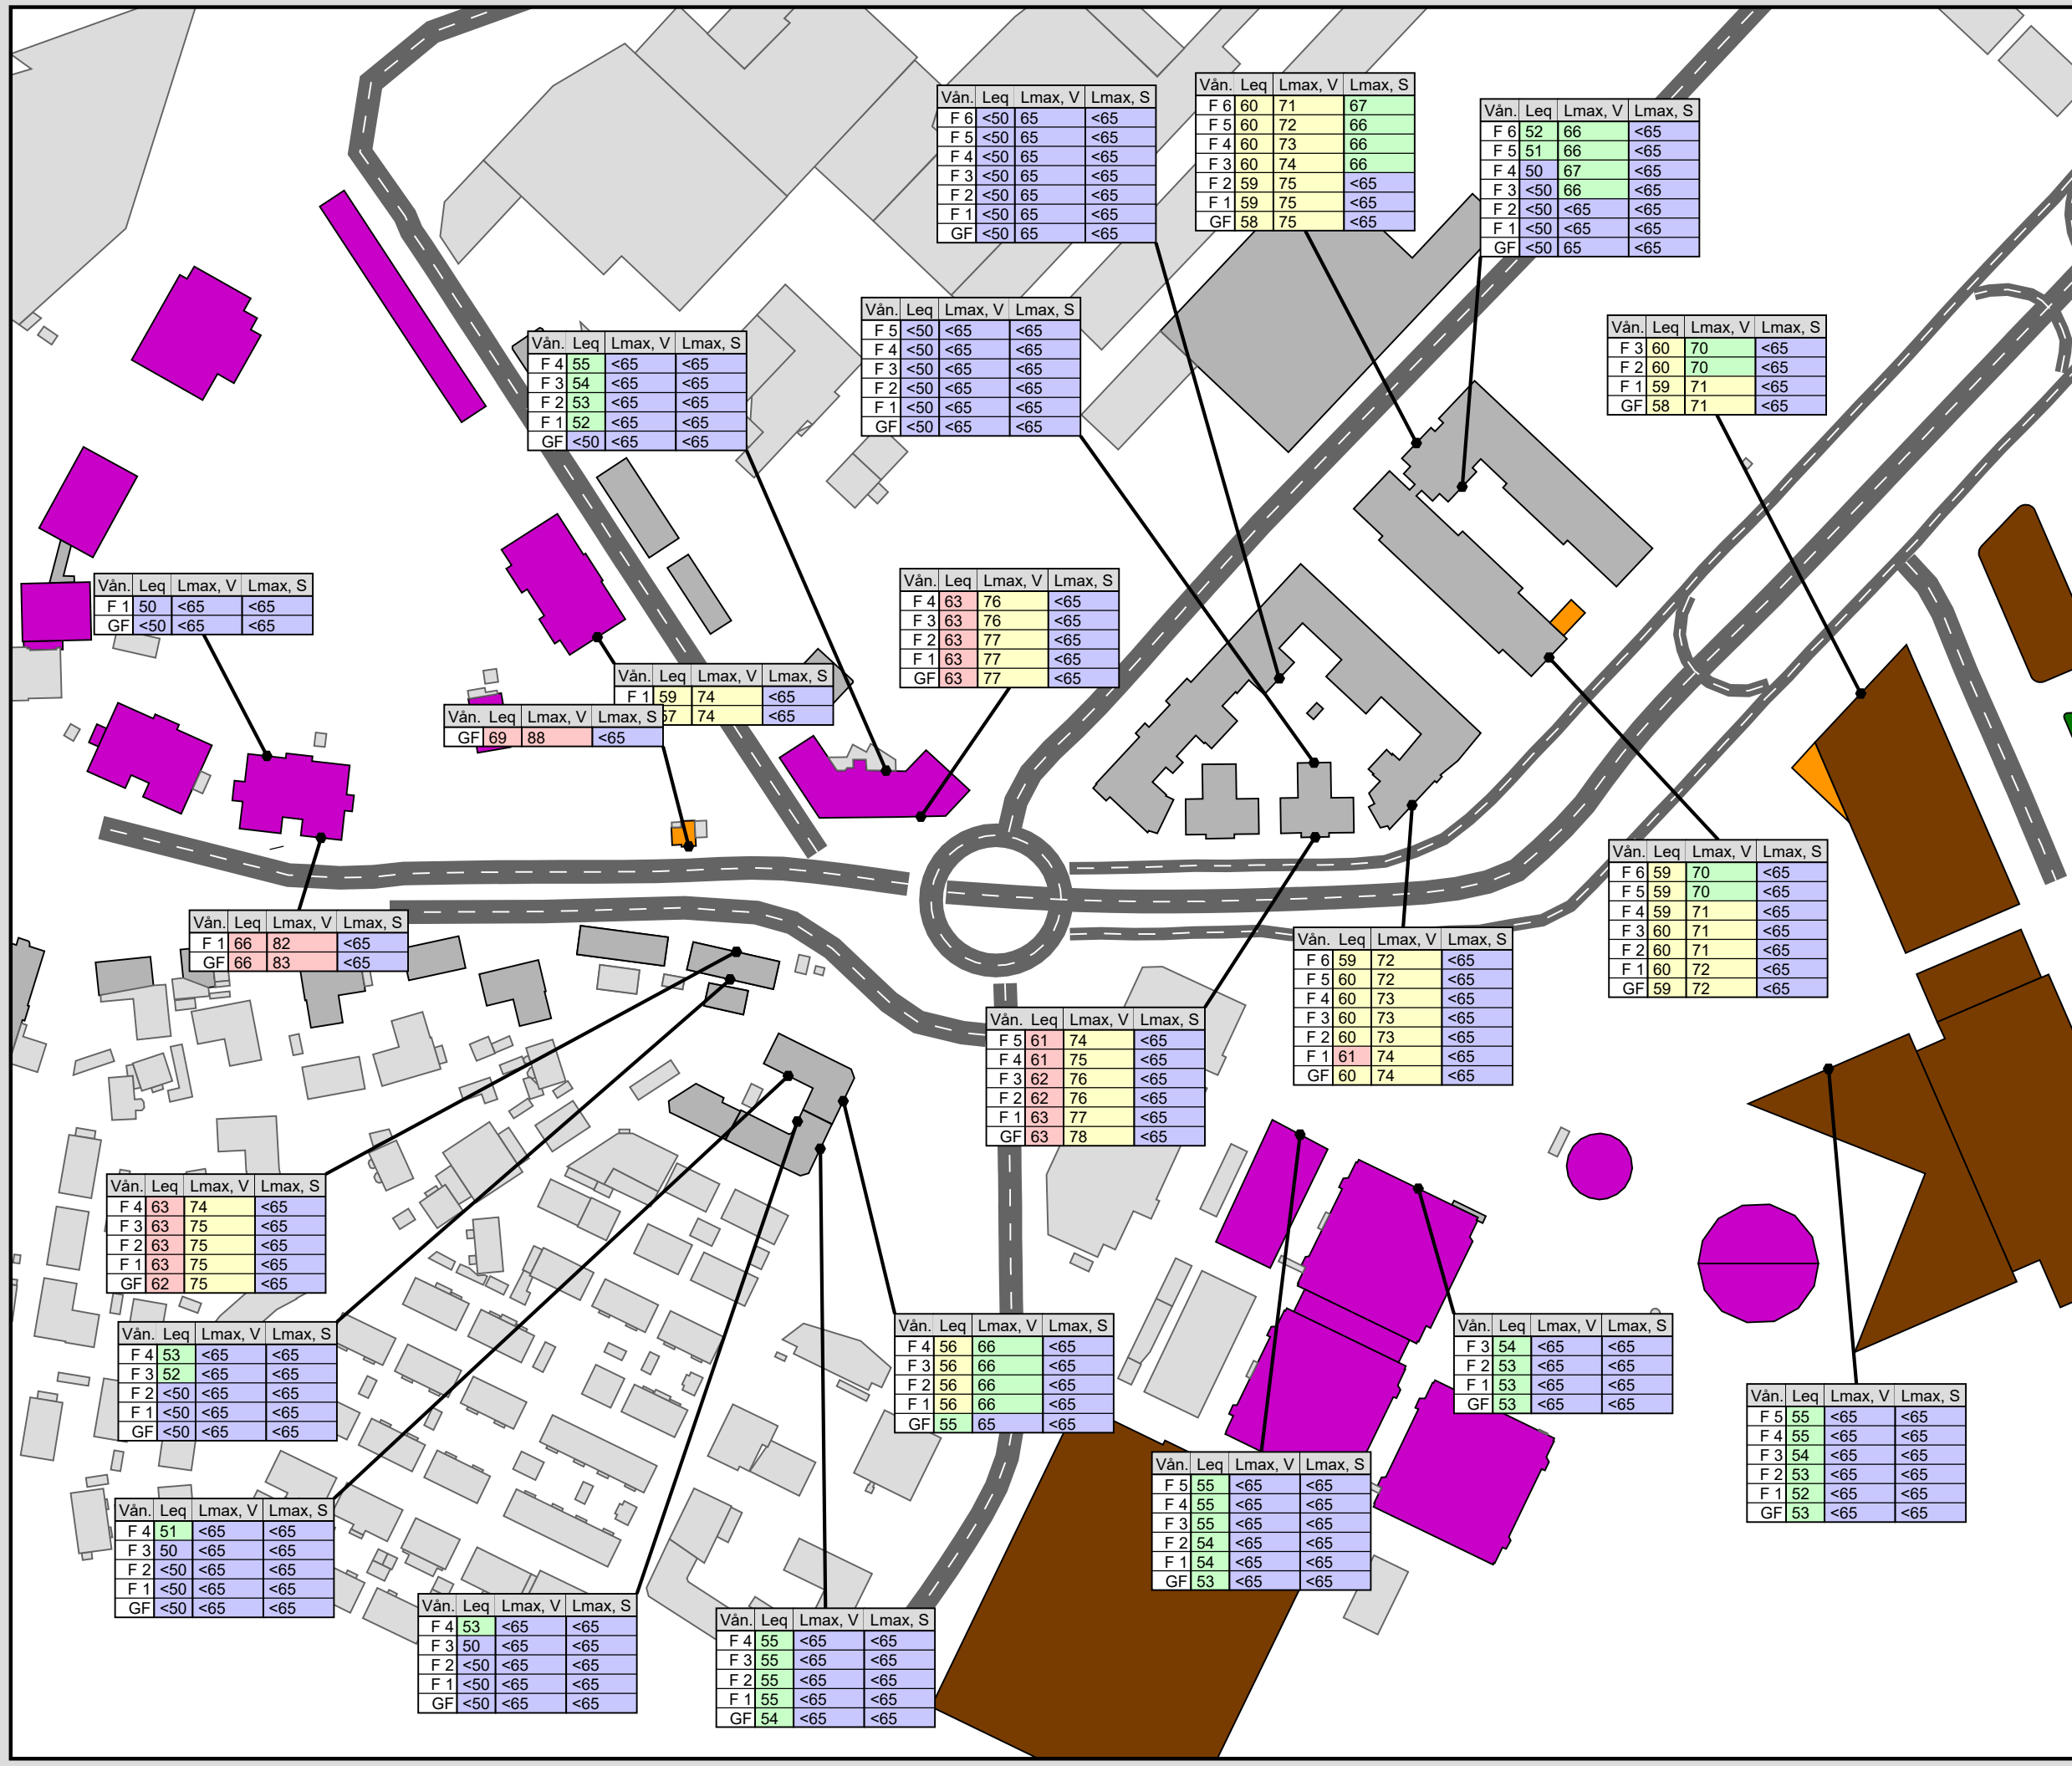 Vån. Leq Lmax, V Lmax, S
F 6 <50 65 <65
F 5 <50 65 <65
F 4 <50 65 <65
F 3 <50 65 <65
F 2 <50 65 <65
F 1 <50 65 <65
GF <50 65 <65
Vån. Leq Lmax, V Lmax, S
F 6 60 71 67
F 5 60 72 66
F 4 60 73 66
F 3 60 74 66
F 2 59 75 <65
F 1 59 75 <65
GF 58 75 <65
Vån. Leq Lmax, V Lmax, S
F 6 52 66 <65
F 5 51 66 <65
F 4 50 67 <65
F 3 <50 66 <65
F 2 <50 <65 <65
F 1 <50 <65 <65
GF <50 65 <65
Vån. Leq Lmax, V Lmax, S
F 5 <50 <65 <65
F 4 <50 <65 <65
F 3 <50 <65 <65
F 2 <50 <65 <65
F 1 <50 <65 <65
GF <50 <65 <65
Vån. Leq Lmax, V Lmax, S
F 3 60 70 <65
F 2 60 70 <65
F 1 59 71 <65
GF 58 71 <65
Vån. Leq Lmax, V Lmax, S
F 4 55 <65 <65
F 3 54 <65 <65
F 2 53 <65 <65
F 1 52 <65 <65
GF <50 <65 <65
Vån. Leq Lmax, V Lmax, S
F 1 50 <65 <65
GF <50 <65 <65
Vån. Leq Lmax, V Lmax, S
F 4 63 76 <65
F 3 63 76 <65
F 2 63 77 <65
F 1 63 77 <65
GF 63 77 <65
Vån. Leq Lmax, V Lmax, S
F 1 59 74 <65
57 74 <65
Vån. Leq Lmax, V Lmax, S
GF 69 88 <65
Vån. Leq Lmax, V Lmax, S
F 6 59 70 <65
F 5 59 70 <65
F 4 59 71 <65
F 3 60 71 <65
F 2 60 71 <65
F 1 60 72 <65
GF 59 72 <65
Vån. Leq Lmax, V Lmax, S
F 1 66 82 <65
GF 66 83 <65
Vån. Leq Lmax, V Lmax, S
F 6 59 72 <65
F 5 60 72 <65
F 4 60 73 <65
F 3 60 73 <65
F 2 60 73 <65
F 1 61 74 <65
GF 60 74 <65
Vån. Leq Lmax, V Lmax, S
F 5 61 74 <65
F 4 61 75 <65
F 3 62 76 <65
F 2 62 76 <65
F 1 63 77 <65
GF 63 78 <65
Vån. Leq Lmax, V Lmax, S
F 4 63 74 <65
F 3 63 75 <65
F 2 63 75 <65
F 1 63 75 <65
GF 62 75 <65
Vån. Leq Lmax, V Lmax, S
F 4 53 <65 <65
F 3 52 <65 <65
F 2 <50 <65 <65
F 1 <50 <65 <65
GF <50 <65 <65
Vån. Leq Lmax, V Lmax, S
F 4 56 66 <65
F 3 56 66 <65
F 2 56 66 <65
F 1 56 66 <65
GF 55 65 <65
Vån. Leq Lmax, V Lmax, S
F 3 54 <65 <65
F 2 53 <65 <65
F 1 53 <65 <65
GF 53 <65 <65
Vån. Leq Lmax, V Lmax, S
F 5 55 <65 <65
F 4 55 <65 <65
F 3 54 <65 <65
F 2 53 <65 <65
F 1 52 <65 <65
GF 53 <65 <65
Vån. Leq Lmax, V Lmax, S
F 5 55 <65 <65
F 4 55 <65 <65
F 3 55 <65 <65
F 2 54 <65 <65
F 1 54 <65 <65
GF 53 <65 <65
Vån. Leq Lmax, V Lmax, S
F 4 51 <65 <65
F 3 50 <65 <65
F 2 <50 <65 <65
F 1 <50 <65 <65
GF <50 <65 <65
Vån. Leq Lmax, V Lmax, S
F 4 53 <65 <65
F 3 50 <65 <65
F 2 <50 <65 <65
F 1 <50 <65 <65
GF <50 <65 <65
Vån. Leq Lmax, V Lmax, S
F 4 55 <65 <65
F 3 55 <65 <65
F 2 55 <65 <65
F 1 55 <65 <65
GF 54 <65 <65